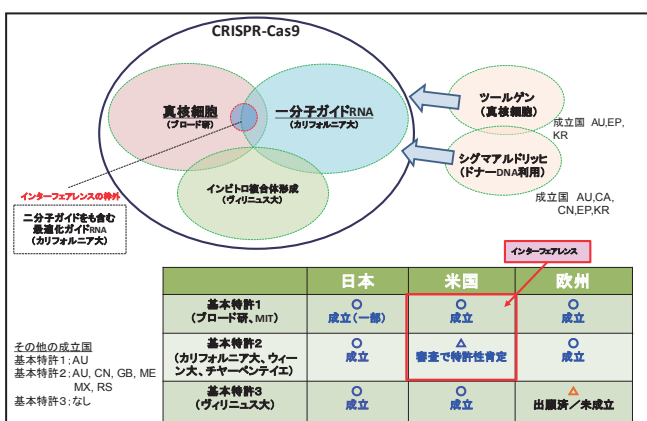 CRISPR-Cas9
真核細胞
(ブロード研)
一分子ガイドRNA
(カリフォルニア大)
インビトロ複合体形成
(ヴィリニュス大)
ツールゲン
(真核細胞)
成立国 AU,EP,
KR
シグマアルドリッヒ
(ドナーDNA利用)
成立国 AU,CA,
CN,EP,KR
インターフェアレンスの枠外
二分子ガイドをも含む
最適化ガイドRNA
(カリフォルニア大)
インターフェアレンス
日本 米国 欧州
基本特許1
(ブロード研、MIT)
○ ○ ○
成立(一部) 成立 成立
基本特許2
(カリフォルニア大、ウィーン大、チャーペンテイエ)
○ △ ○
成立 審査で特許性肯定 成立
基本特許3
(ヴィリニュス大)
○ ○ △
成立 成立 出願済/未成立
その他の成立国
基本特許1;AU
基本特許2;AU, CN, GB, ME
MX, RS
基本特許3;なし